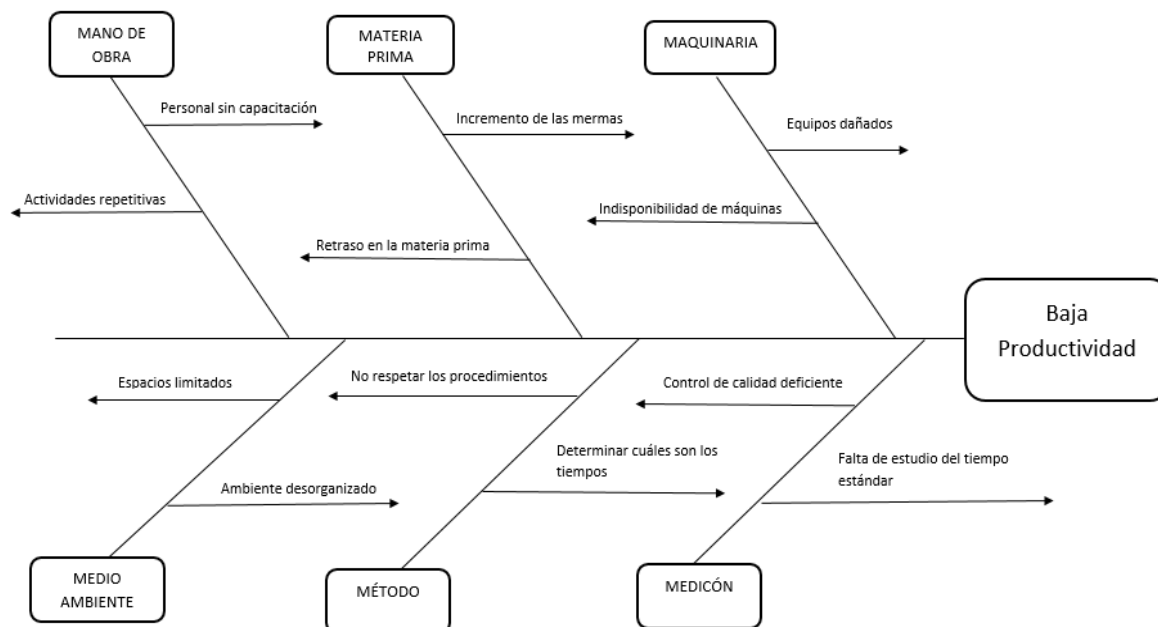 MANO DE
OBRA
MATERIA
PRIMA
MAQUINARIA
Personal sin capacitación
Incremento de las mermas
Equipos dañados
Actividades repetitivas
Indisponibilidad de máquinas
Retraso en la materia prima
Baja
Productividad
Espacios limitados
No respetar los procedimientos
Control de calidad deficiente
Determinar cuáles son los
tiempos
Falta de estudio del tiempo
estándar
Ambiente desorganizado
MEDIO
AMBIENTE
MÉTODO
MEDICÓN